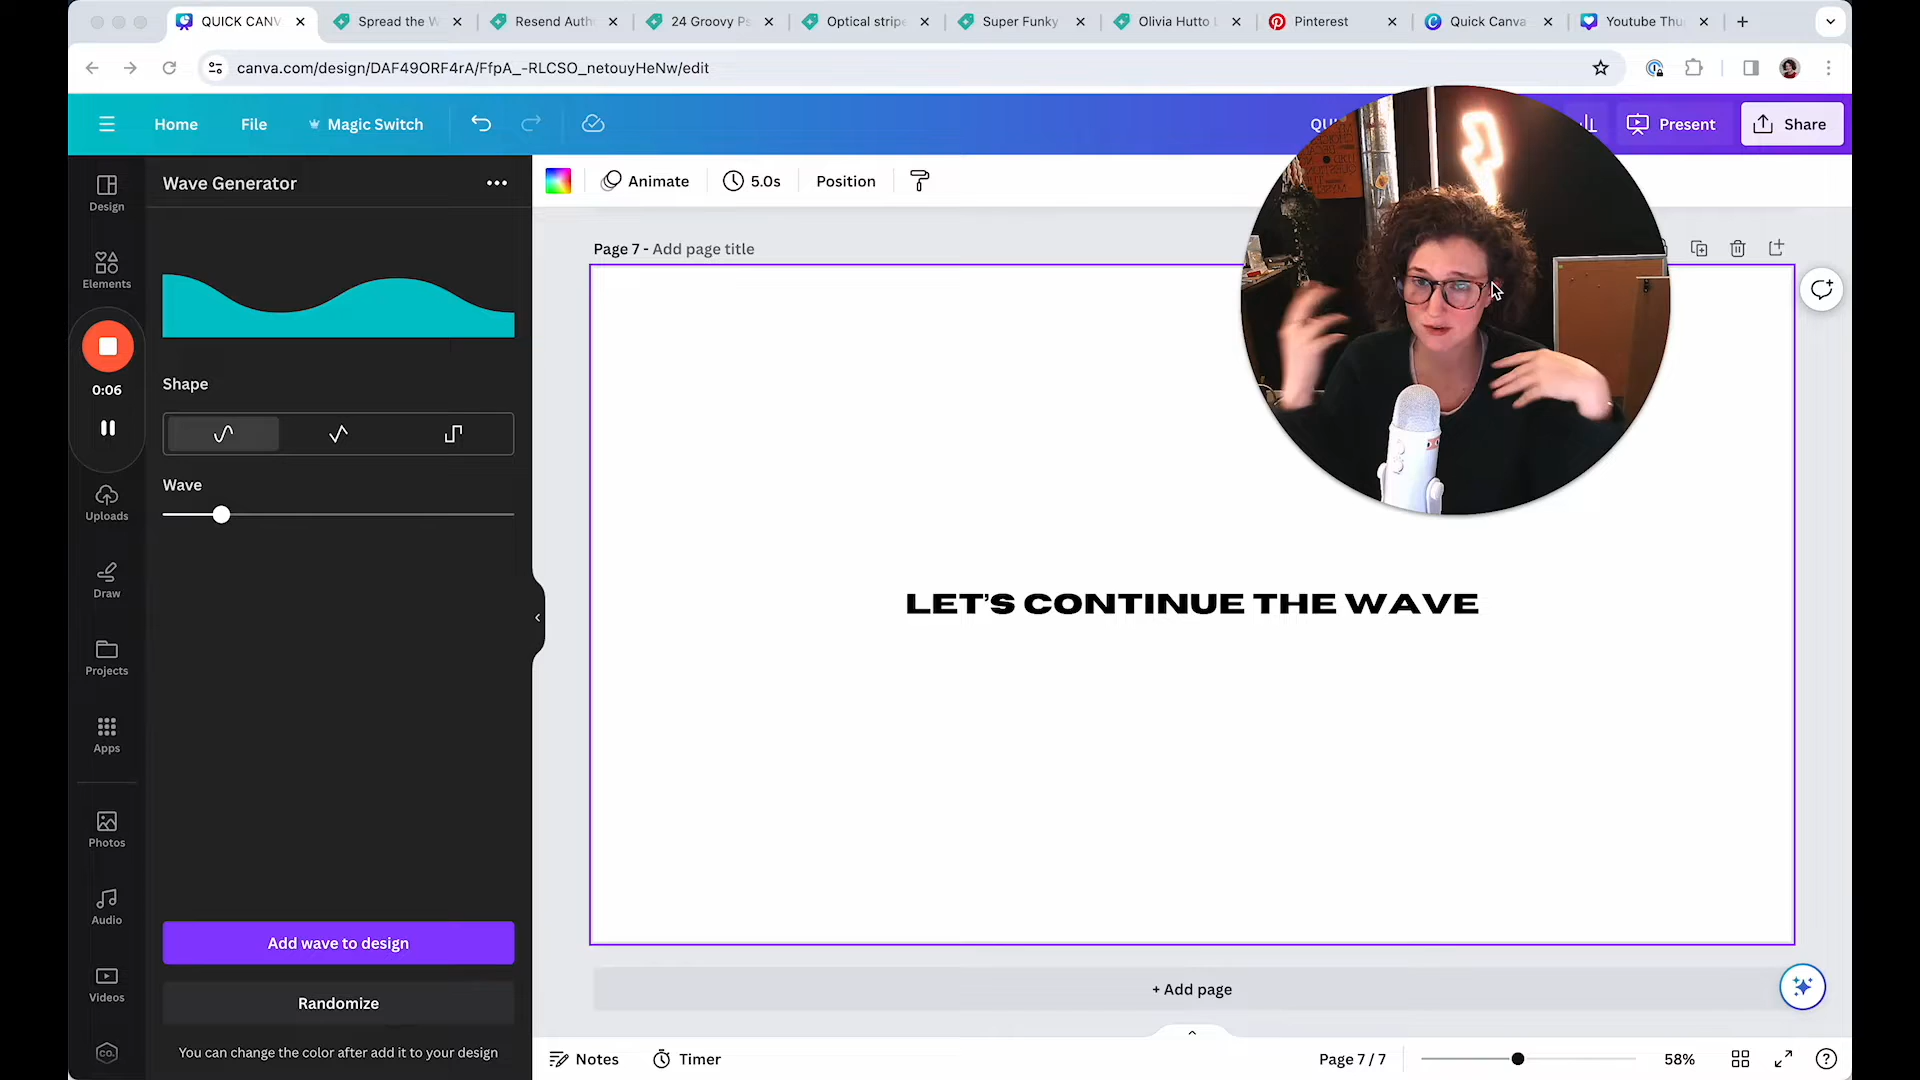 QUICK CANV
Spread the W
Resend Auth
24 Groovy Ps
Optical stripe
Super Funky
Olivia Hutto L
Pinterest
Quick Canva
Youtube Thu
canva.com/design/DAF49ORF4rA/FfpA_-RLCSO_netouyHeNw/edit
Home
File
Magic Switch
QUI
Present
Share
Design
Elements
0:06
Uploads
Draw
Projects
Apps
Photos
Audio
Videos
co.
Wave Generator
Shape
Wave
Add wave to design
Randomize
You can change the color after add it to your design
Animate
5.0s
Position
Page 7 - Add page title
LET'S CONTINUE THE WAVE
+ Add page
Notes
Timer
Page 7 / 7
58%